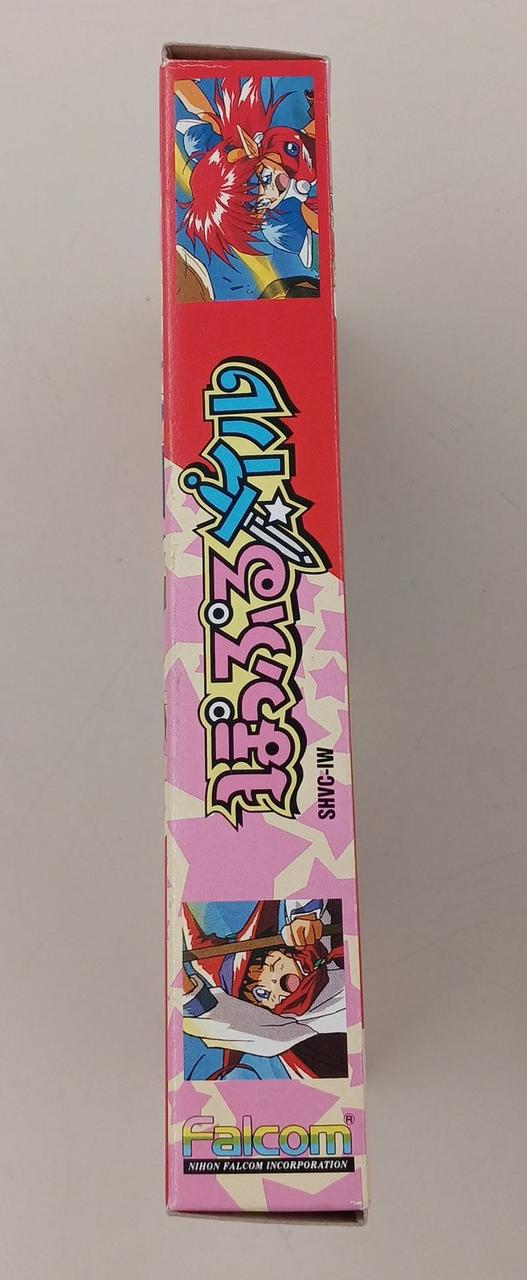 ぽっぷるメイル
SHVC-IW
Falcom®
NIHON FALCOM INCORPORATION